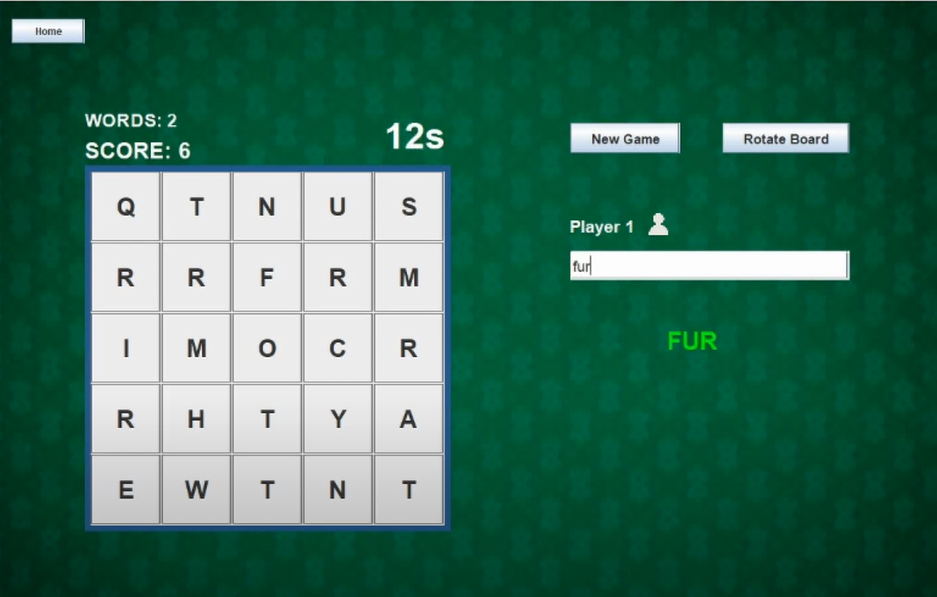 Home
WORDS: 2
SCORE: 6
12s
New Game
Rotate Board
Q T N U S
R R F R M
I M O C R
R H T Y A
E W T N T
Player 1
fur
FUR